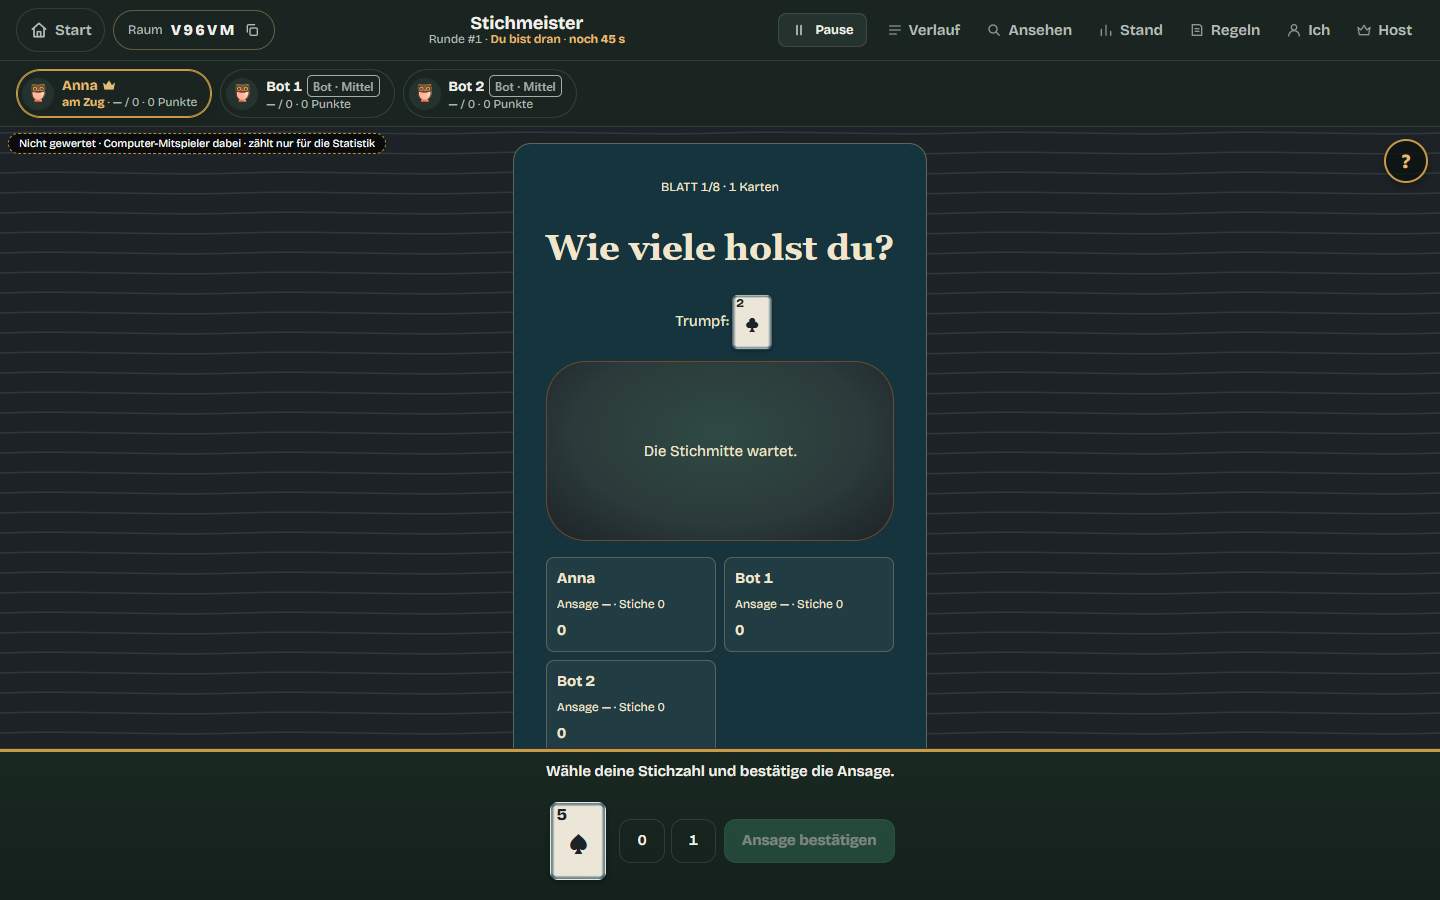 Start
Raum V96VM
Stichmeister
Runde #1 · Du bist dran · noch 45 s
Pause
Verlauf
Ansehen
Stand
Regeln
Ich
Host
Anna
am Zug · – / 0 · 0 Punkte
Bot 1 Bot · Mittel
– / 0 · 0 Punkte
Bot 2 Bot · Mittel
– / 0 · 0 Punkte
Nicht gewertet · Computer-Mitspieler dabei · zählt nur für die Statistik
?
BLATT 1/8 · 1 Karten
Wie viele holst du?
Trumpf: 2
Die Stichmitte wartet.
Anna
Ansage – · Stiche 0
0
Bot 1
Ansage – · Stiche 0
0
Bot 2
Ansage – · Stiche 0
0
Wähle deine Stichzahl und bestätige die Ansage.
5
0
1
Ansage bestätigen